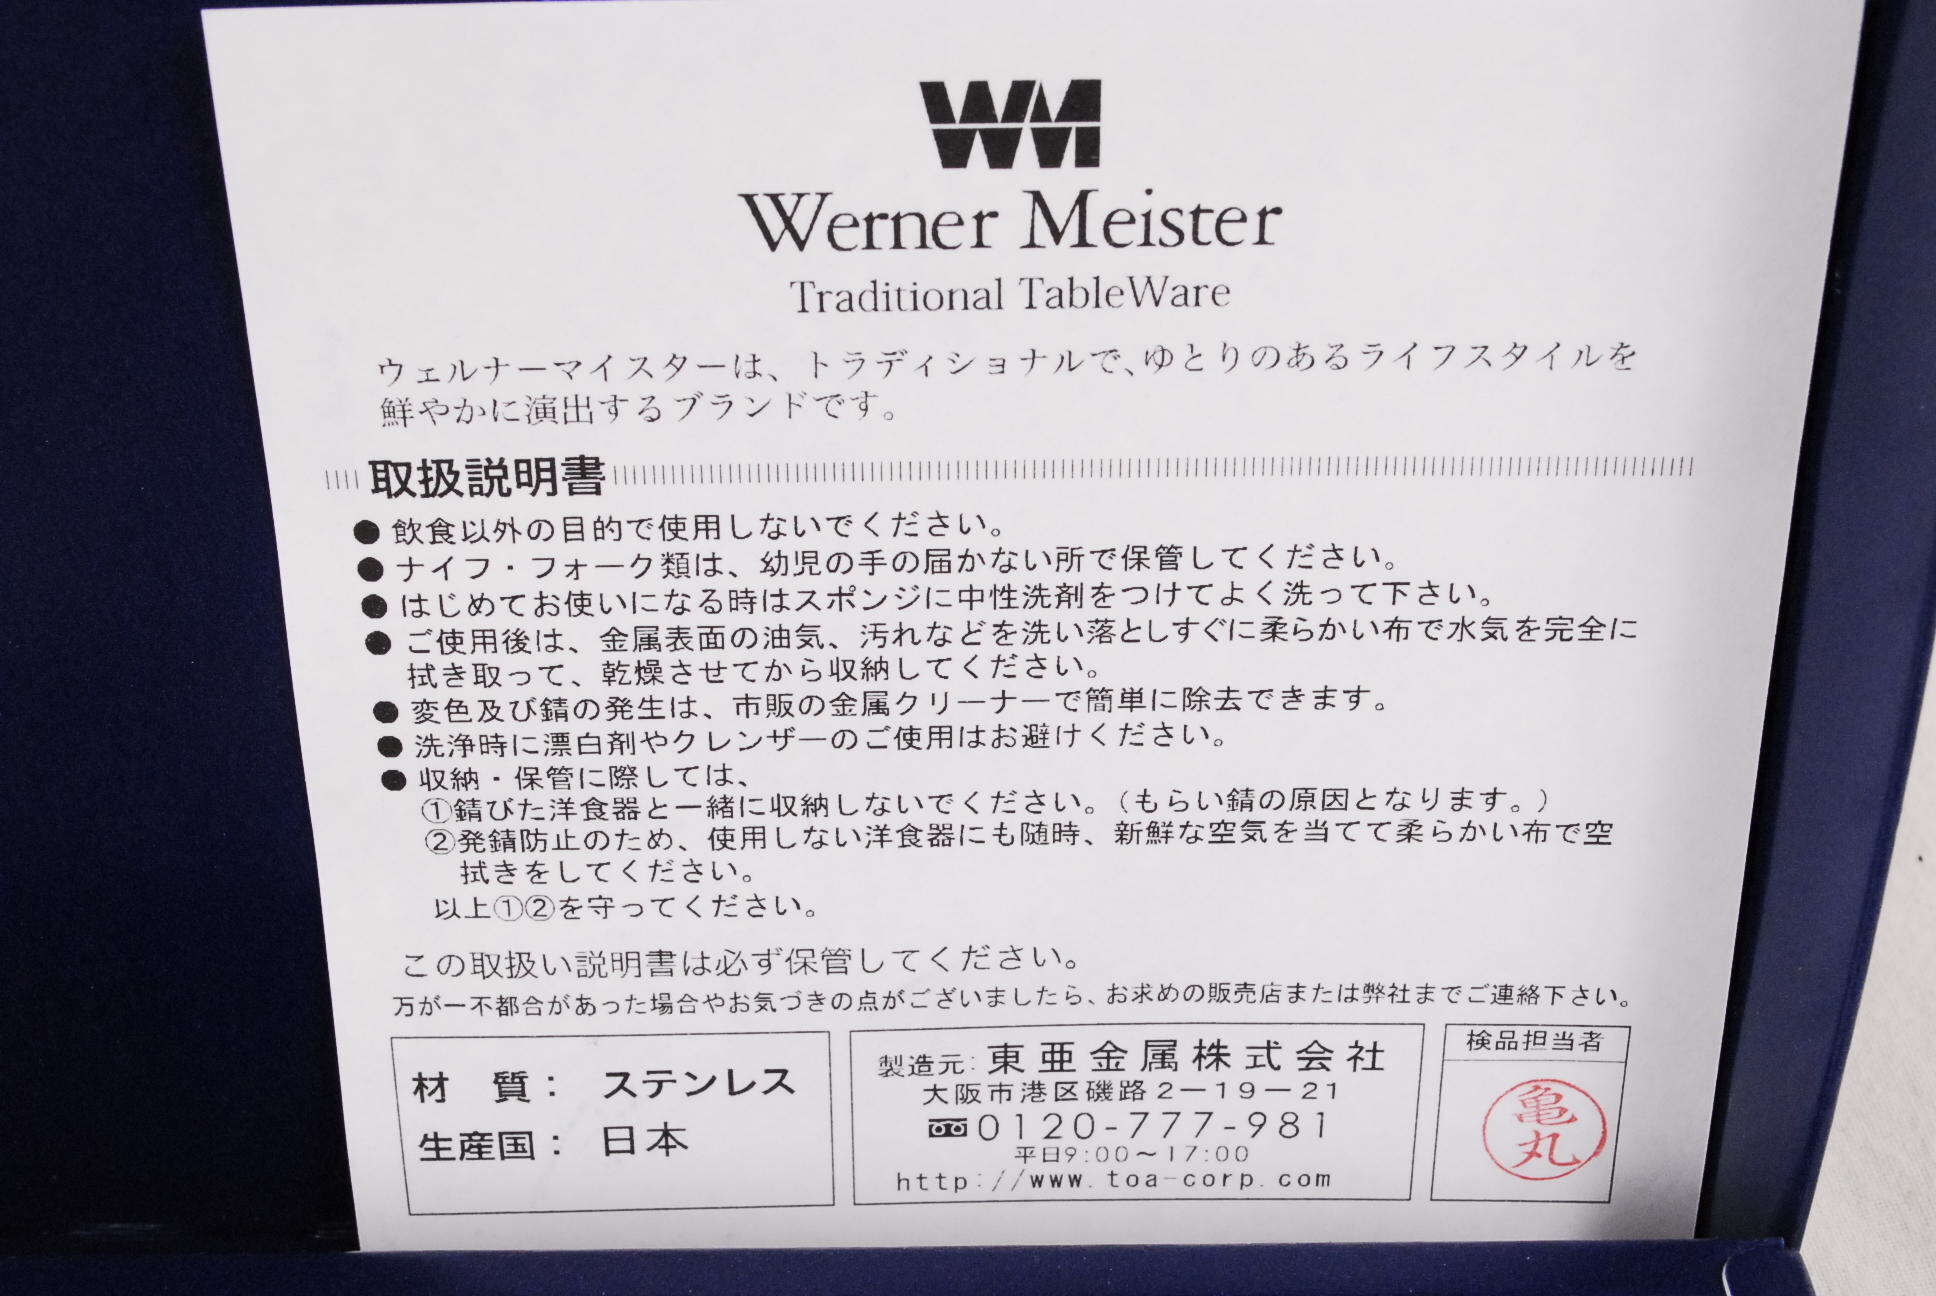 WM
Werner Meister
Traditional TableWare
ウェルナーマイスターは、トラディショナルで、ゆとりのあるライフスタイルを
鮮やかに演出するブランドです。
取扱説明書
●飲食以外の目的で使用しないでください。
●ナイフ・フォーク類は、幼児の手の届かない所で保管してください。
●はじめてお使いになる時はスポンジに中性洗剤をつけてよく洗って下さい。
●ご使用後は、金属表面の油気、汚れなどを洗い落としすぐに柔らかい布で水気を完全に
拭き取って、乾燥させてから収納してください。
●変色及び錆の発生は、市販の金属クリーナーで簡単に除去できます。
●洗浄時に漂白剤やクレンザーのご使用はお避けください。
●収納・保管に際しては、
①錆びた洋食器と一緒に収納しないでください。（もらい錆の原因となります。）
②発錆防止のため、使用しない洋食器にも随時、新鮮な空気を当てて柔らかい布で空
拭きをしてください。
以上①②を守ってください。
この取扱い説明書は必ず保管してください。
万が一不都合があった場合やお気づきの点がございましたら、お求めの販売店または弊社までご連絡下さい。
材 質： ステンレス
生産国： 日本
製造元：東亜金属株式会社
大阪市港区磯路2－19－21
0120-777-981
平日9:00～17:00
http://www.toa-corp.com
検品担当者
亀丸